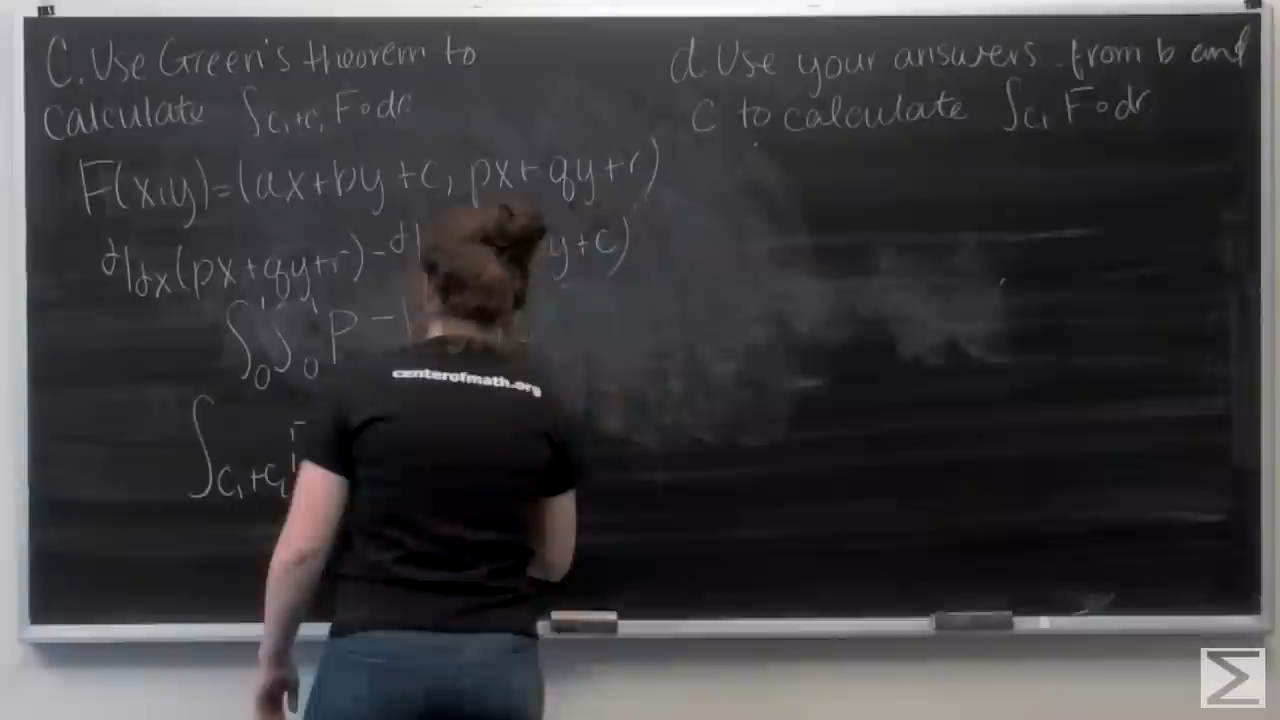 C. Use Green's theorem to
calculate ∫c₁+c₂ F∘dr
F(x,y)=(ax+by+c, px+qy+r)
d/dx(px+qy+r)-d/ y+c)
∫₀¹∫₀¹ p-
∫c₁+c₂
d. Use your answers from b and
c to calculate ∫c₁ F∘dr
centerofmath.org
Σ